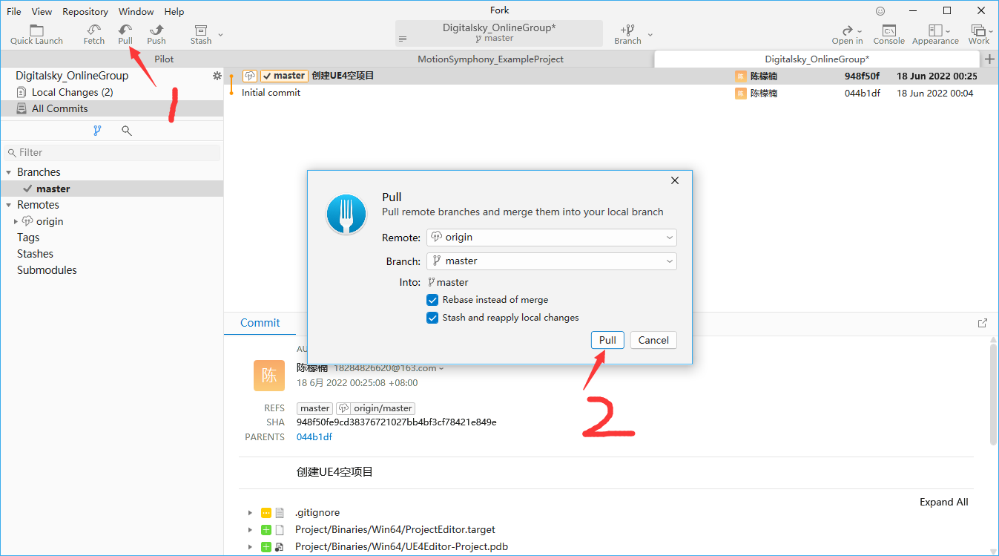 File View Repository Window Help
Fork
Quick Launch Fetch Pull Push Stash
Digitalsky_OnlineGroup*
master
Branch Open in Console Appearance Work
Pilot MotionSymphony_ExampleProject Digitalsky_OnlineGroup*
Digitalsky_OnlineGroup
Local Changes (2)
All Commits
Filter
Branches
master
Remotes
origin
Tags
Stashes
Submodules
master 创建UE4空项目 陈檬楠 948f50f 18 Jun 2022 00:25
Initial commit 陈檬楠 044b1df 18 Jun 2022 00:04
1
Pull
Pull remote branches and merge them into your local branch
Remote: origin
Branch: master
Into: master
Rebase instead of merge
Stash and reapply local changes
Pull Cancel
2
Commit
AU
陈 陈檬楠 18284826620@163.com
18 6月 2022 00:25:08 +08:00
REFS master origin/master
SHA 948f50fe9cd38376721027bb4bf3cf78421e849e
PARENTS 044b1df
创建UE4空项目
Expand All
.gitignore
Project/Binaries/Win64/ProjectEditor.target
Project/Binaries/Win64/UE4Editor-Project.pdb